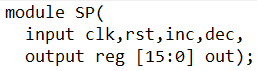 module SP(
  input clk,rst,inc,dec,
  output reg [15:0] out);